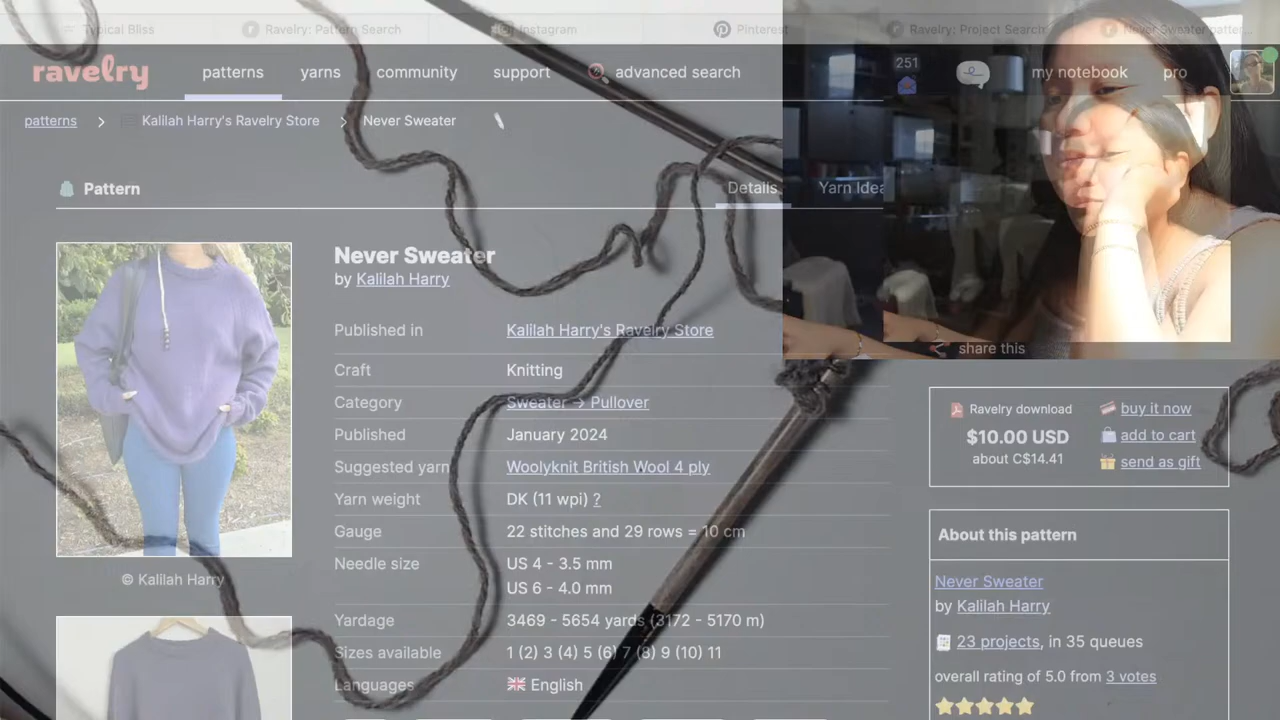 Typical Bliss
Ravelry: Pattern Search
Instagram
Pinterest
Ravelry: Project Search
Never Sweater patter...
ravelry
patterns
yarns
community
support
advanced search
251
my notebook
pro
patterns
Kalilah Harry's Ravelry Store
Never Sweater
Pattern
Details
Yarn Idea
Never Sweater
by Kalilah Harry
Published in Kalilah Harry's Ravelry Store
Craft Knitting
Category Sweater → Pullover
Published January 2024
Suggested yarn Woolyknit British Wool 4 ply
Yarn weight DK (11 wpi) ?
Gauge 22 stitches and 29 rows = 10 cm
Needle size US 4 - 3.5 mm
US 6 - 4.0 mm
Yardage 3469 - 5654 yards (3172 - 5170 m)
Sizes available 1 (2) 3 (4) 5 (6) 7 (8) 9 (10) 11
Languages English
© Kalilah Harry
share this
Ravelry download
$10.00 USD
about C$14.41
buy it now
add to cart
send as gift
About this pattern
Never Sweater
by Kalilah Harry
23 projects, in 35 queues
overall rating of 5.0 from 3 votes